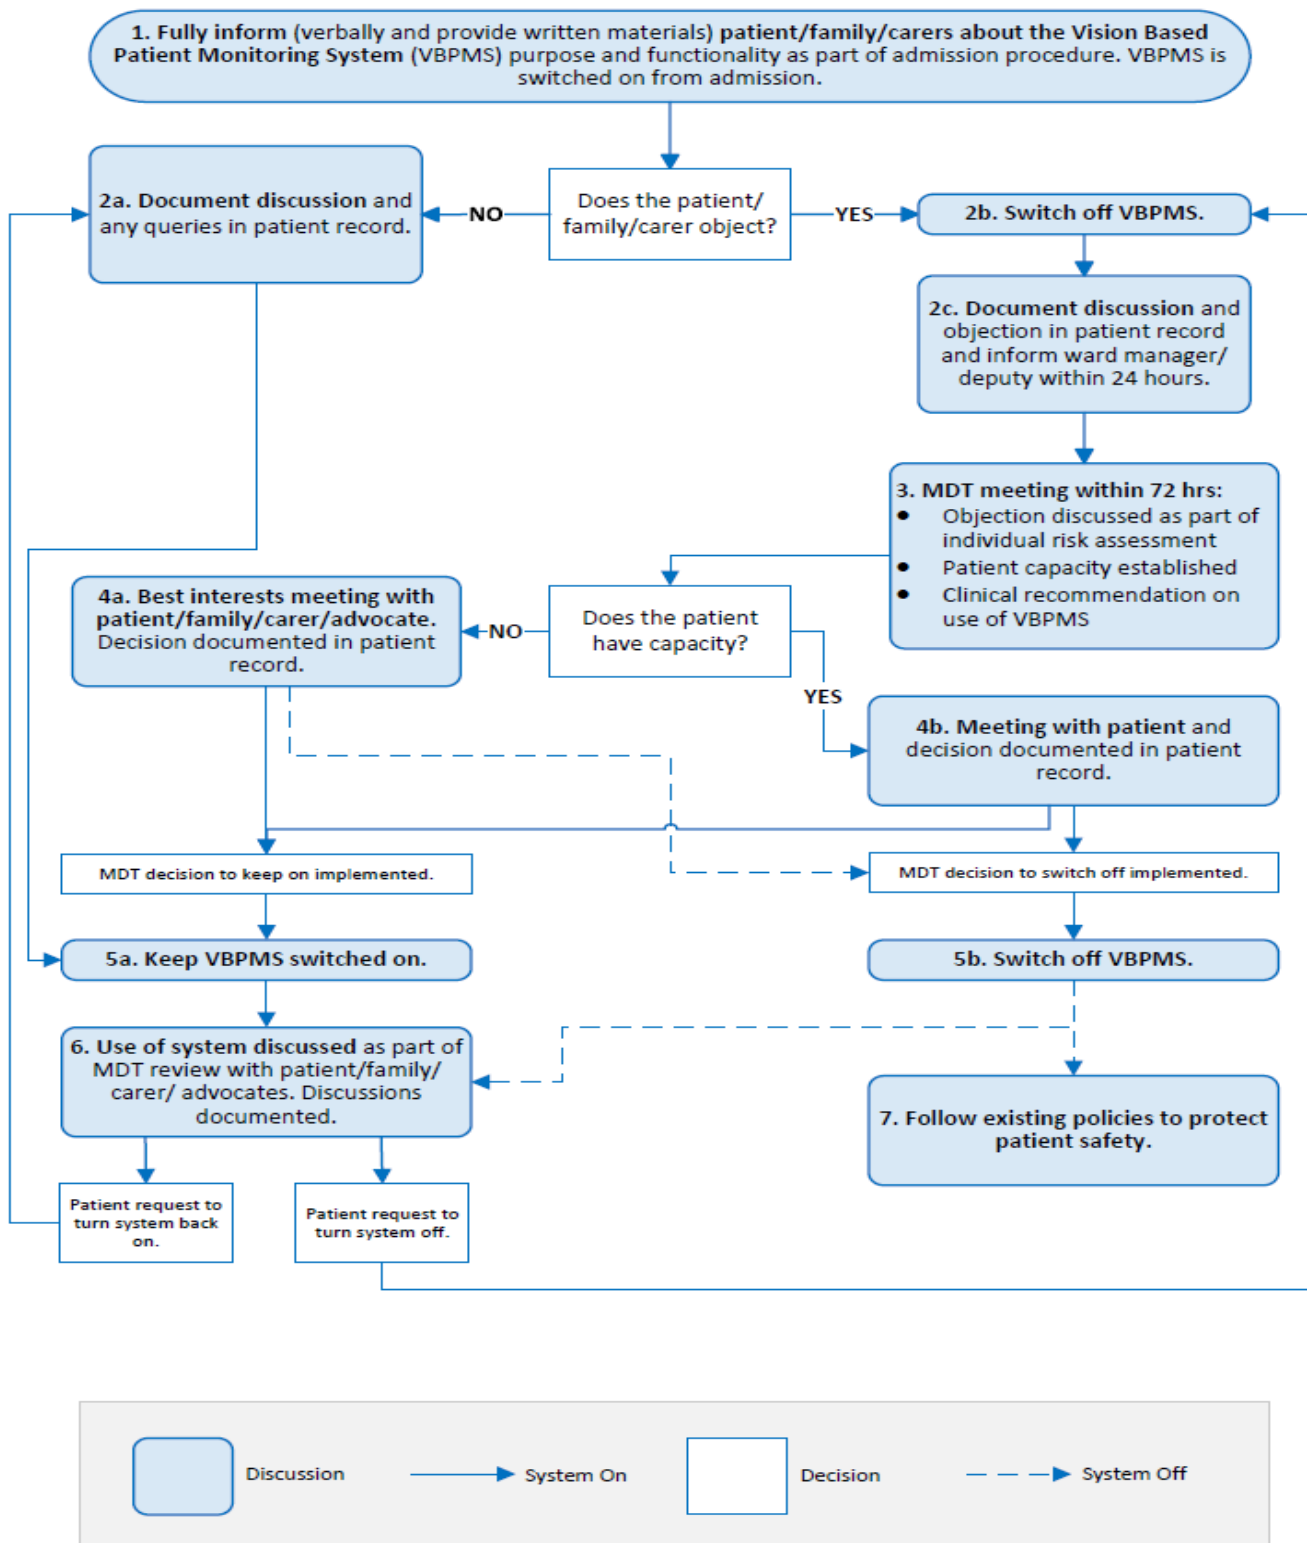 1. Fully inform (verbally and provide written materials) patient/family/carers about the Vision Based
Patient Monitoring System (VBPMS) purpose and functionality as part of admission procedure. VBPMS is
switched on from admission.
2a. Document discussion and
any queries in patient record.
NO
Does the patient/
family/carer object?
YES
2b. Switch off VBPMS.
2c. Document discussion and
objection in patient record
and inform ward manager/
deputy within 24 hours.
3. MDT meeting within 72 hrs:
● Objection discussed as part of
individual risk assessment
● Patient capacity established
● Clinical recommendation on
use of VBPMS
4a. Best interests meeting with
patient/family/carer/advocate.
Decision documented in patient
record.
NO
Does the patient
have capacity?
YES
4b. Meeting with patient and
decision documented in patient
record.
MDT decision to keep on implemented.
MDT decision to switch off implemented.
5a. Keep VBPMS switched on.
5b. Switch off VBPMS.
6. Use of system discussed as part of
MDT review with patient/family/
carer/ advocates. Discussions
documented.
7. Follow existing policies to protect
patient safety.
Patient request to
turn system back
on.
Patient request to
turn system off.
Discussion
System On
Decision
System Off